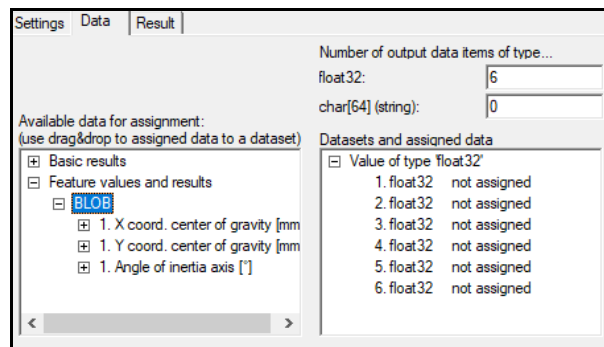 Settings Data Result
Number of output data items of type...
float32: 6
char[64] (string): 0
Available data for assignment:
(use drag&drop to assigned data to a dataset)
Basic results
Feature values and results
BLOB
1. X coord. center of gravity [mm
1. Y coord. center of gravity [mm
1. Angle of inertia axis [°]
Datasets and assigned data
Value of type 'float32'
1. float32 not assigned
2. float32 not assigned
3. float32 not assigned
4. float32 not assigned
5. float32 not assigned
6. float32 not assigned